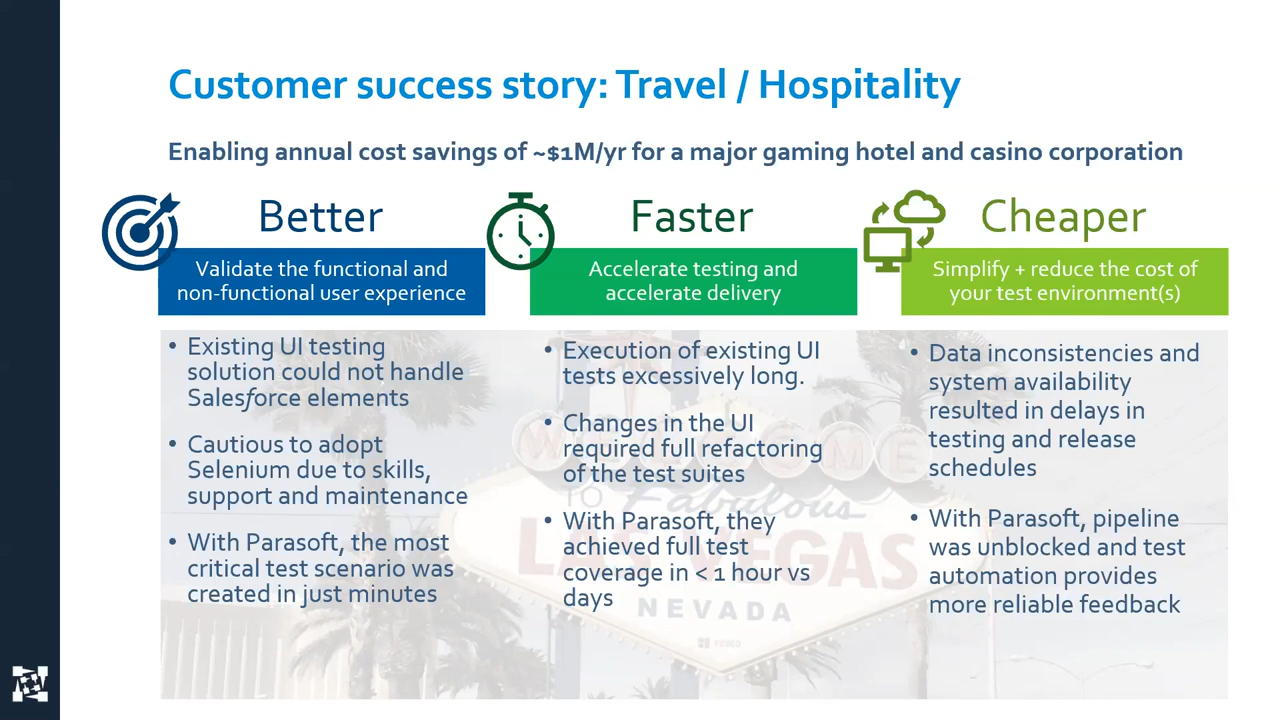 Customer success story: Travel / Hospitality
Enabling annual cost savings of ~$1M/yr for a major gaming hotel and casino corporation
Better
Validate the functional and
non-functional user experience
• Existing UI testing
solution could not handle
Salesforce elements
• Cautious to adopt
Selenium due to skills,
support and maintenance
• With Parasoft, the most
critical test scenario was
created in just minutes
Faster
Accelerate testing and
accelerate delivery
• Execution of existing UI
tests excessively long.
• Changes in the UI
required full refactoring
of the test suites
• With Parasoft, they
achieved full test
coverage in < 1 hour vs
days
Cheaper
Simplify + reduce the cost of
your test environment(s)
• Data inconsistencies and
system availability
resulted in delays in
testing and release
schedules
• With Parasoft, pipeline
was unblocked and test
automation provides
more reliable feedback
WELCOME
TO Fabulous
LAS VEGAS
NEVADA